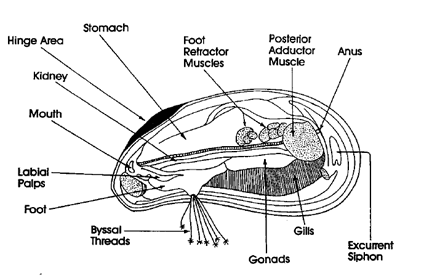 Stomach
Hinge Area
Kidney
Mouth
Labial
Palps
Foot
Byssal
Threads
Foot
Retractor
Muscles
Posterior
Adductor
Muscle
Anus
Gonads
Gills
Excurrent
Siphon